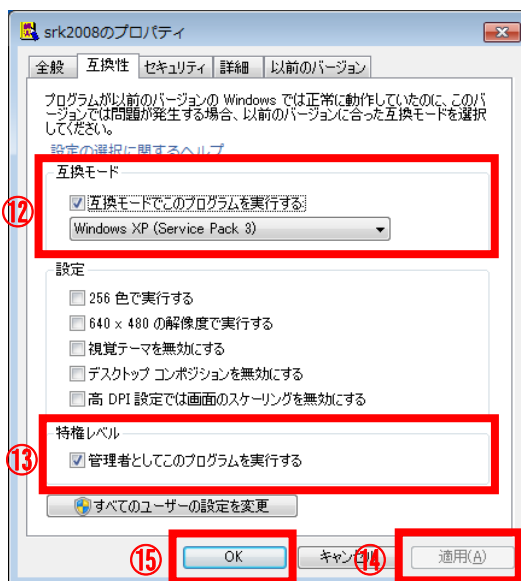 srk2008のプロパティ
全般 互換性 セキュリティ 詳細 以前のバージョン
プログラムが以前のバージョンの Windows では正常に動作していたのに、このバ
ージョンでは問題が発生する場合、以前のバージョンに合った互換モードを選択
してください。
設定の選択に関するヘルプ
互換モード
⑫
互換モードでこのプログラムを実行する:
Windows XP (Service Pack 3)
設定
256 色で実行する
640 x 480 の解像度で実行する
視覚テーマを無効にする
デスクトップ コンポジションを無効にする
高 DPI 設定では画面のスケーリングを無効にする
特権レベル
⑬
管理者としてこのプログラムを実行する
すべてのユーザーの設定を変更
⑮ OK キャンセル ⑭ 適用(A)